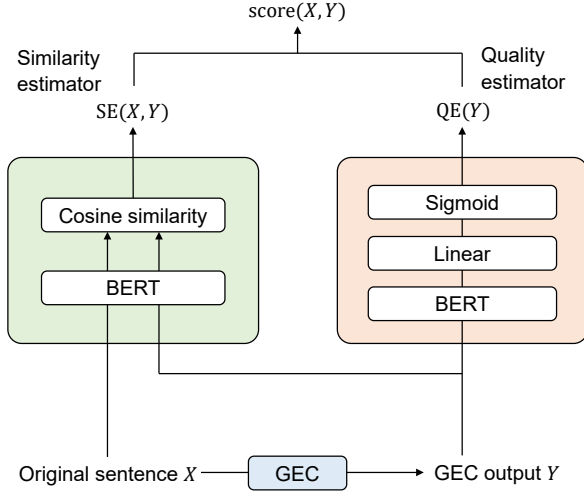 score(X,Y)
Similarity
estimator
Quality
estimator
SE(X,Y)
QE(Y)
Cosine similarity
BERT
Sigmoid
Linear
BERT
Original sentence X
GEC
GEC output Y